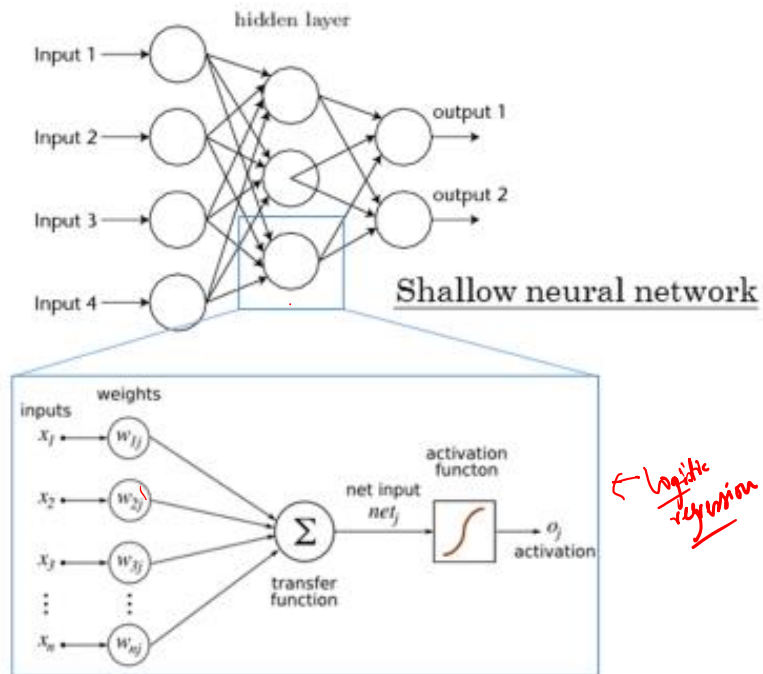 hidden layer
Input 1
Input 2
Input 3
Input 4
output 1
output 2
Shallow neural network
inputs
weights
x1
w1j
x2
w2j
x3
w3j
⋮
⋮
xn
wnj
Σ
transfer
function
net input
netj
activation
functon
oj
activation
← Logistic
regression